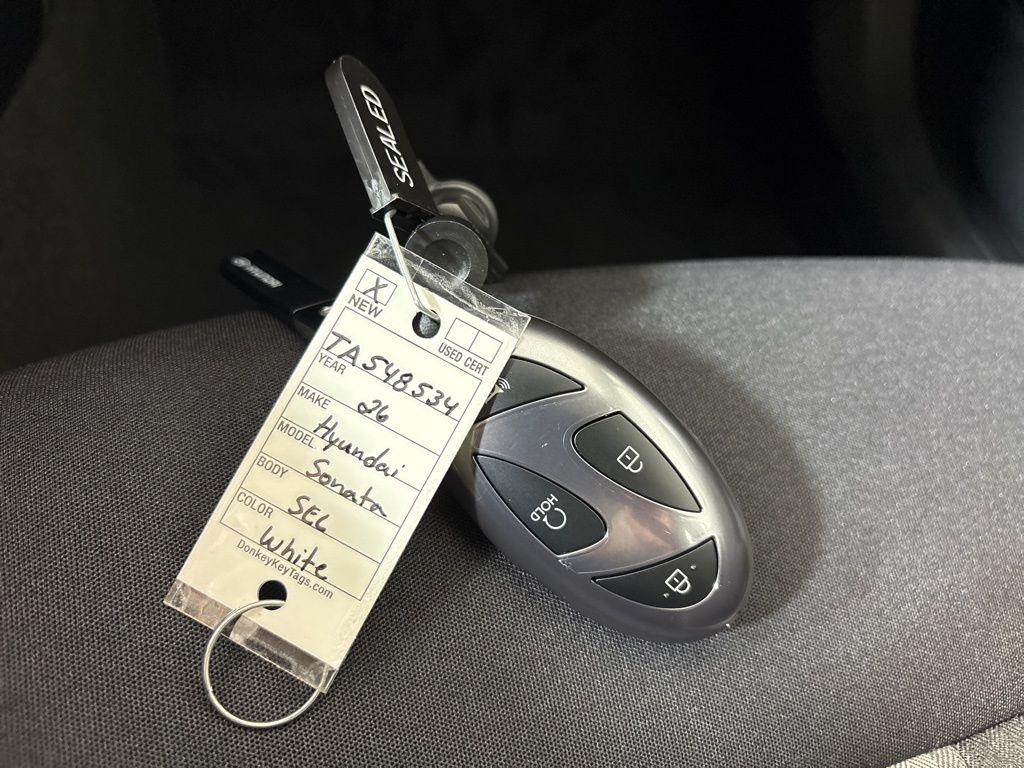 SEALED
X
NEW
USED CERT
TA548534
YEAR 26
MAKE Hyundai
MODEL Sonata
BODY SEL
COLOR White
DonkeyKeyTags.com
HOLD